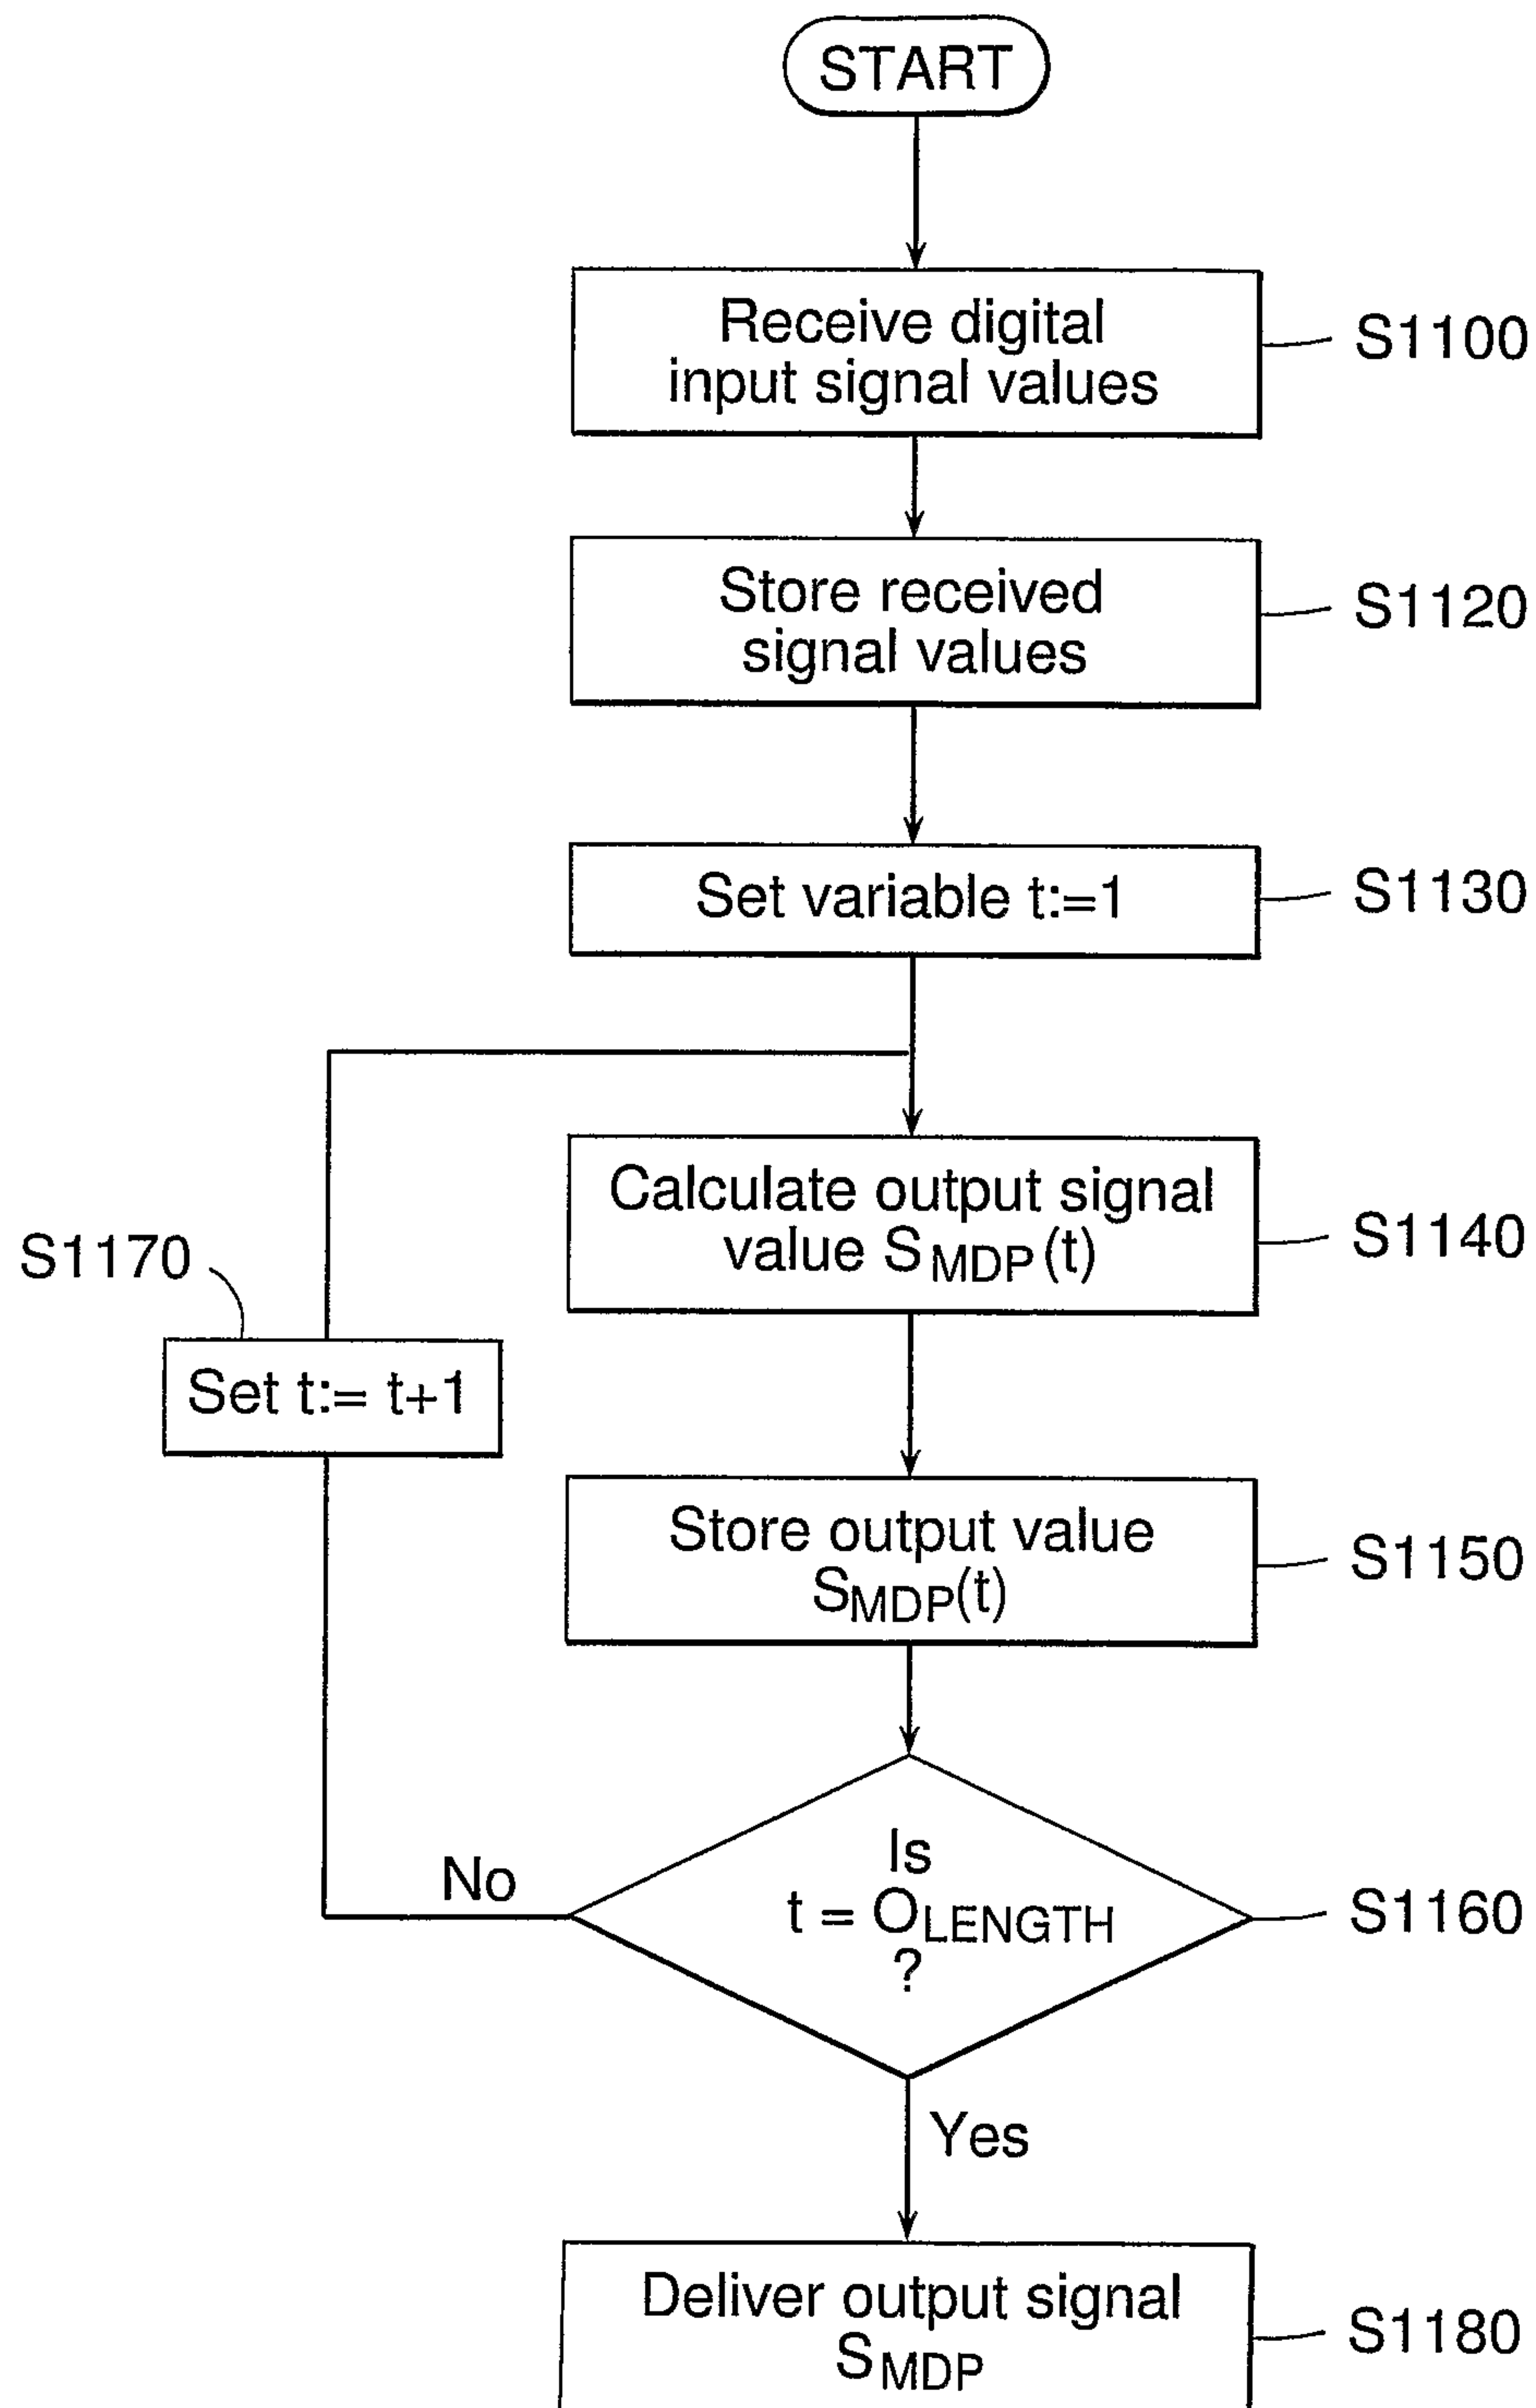 START
Receive digital
input signal values
S1100
Store received
signal values
S1120
Set variable t:=1
S1130
Calculate output signal
value S MDP (t)
S1140
S1170
Set t:= t+1
Store output value
SMDP(t)
S1150
Is
t = OLENGTH
?
S1160
No
Yes
Deliver output signal
S MDP
S1180